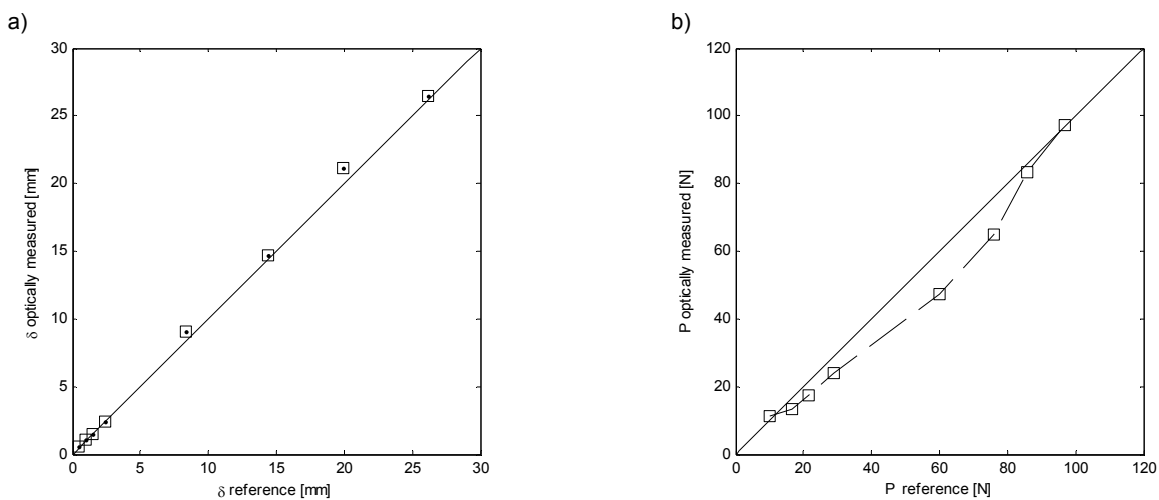 a)
30
25
20
15
10
5
0
δ optically measured [mm]
0 5 10 15 20 25 30
δ reference [mm]
b)
120
100
80
60
40
20
0
P optically measured [N]
0 20 40 60 80 100 120
P reference [N]